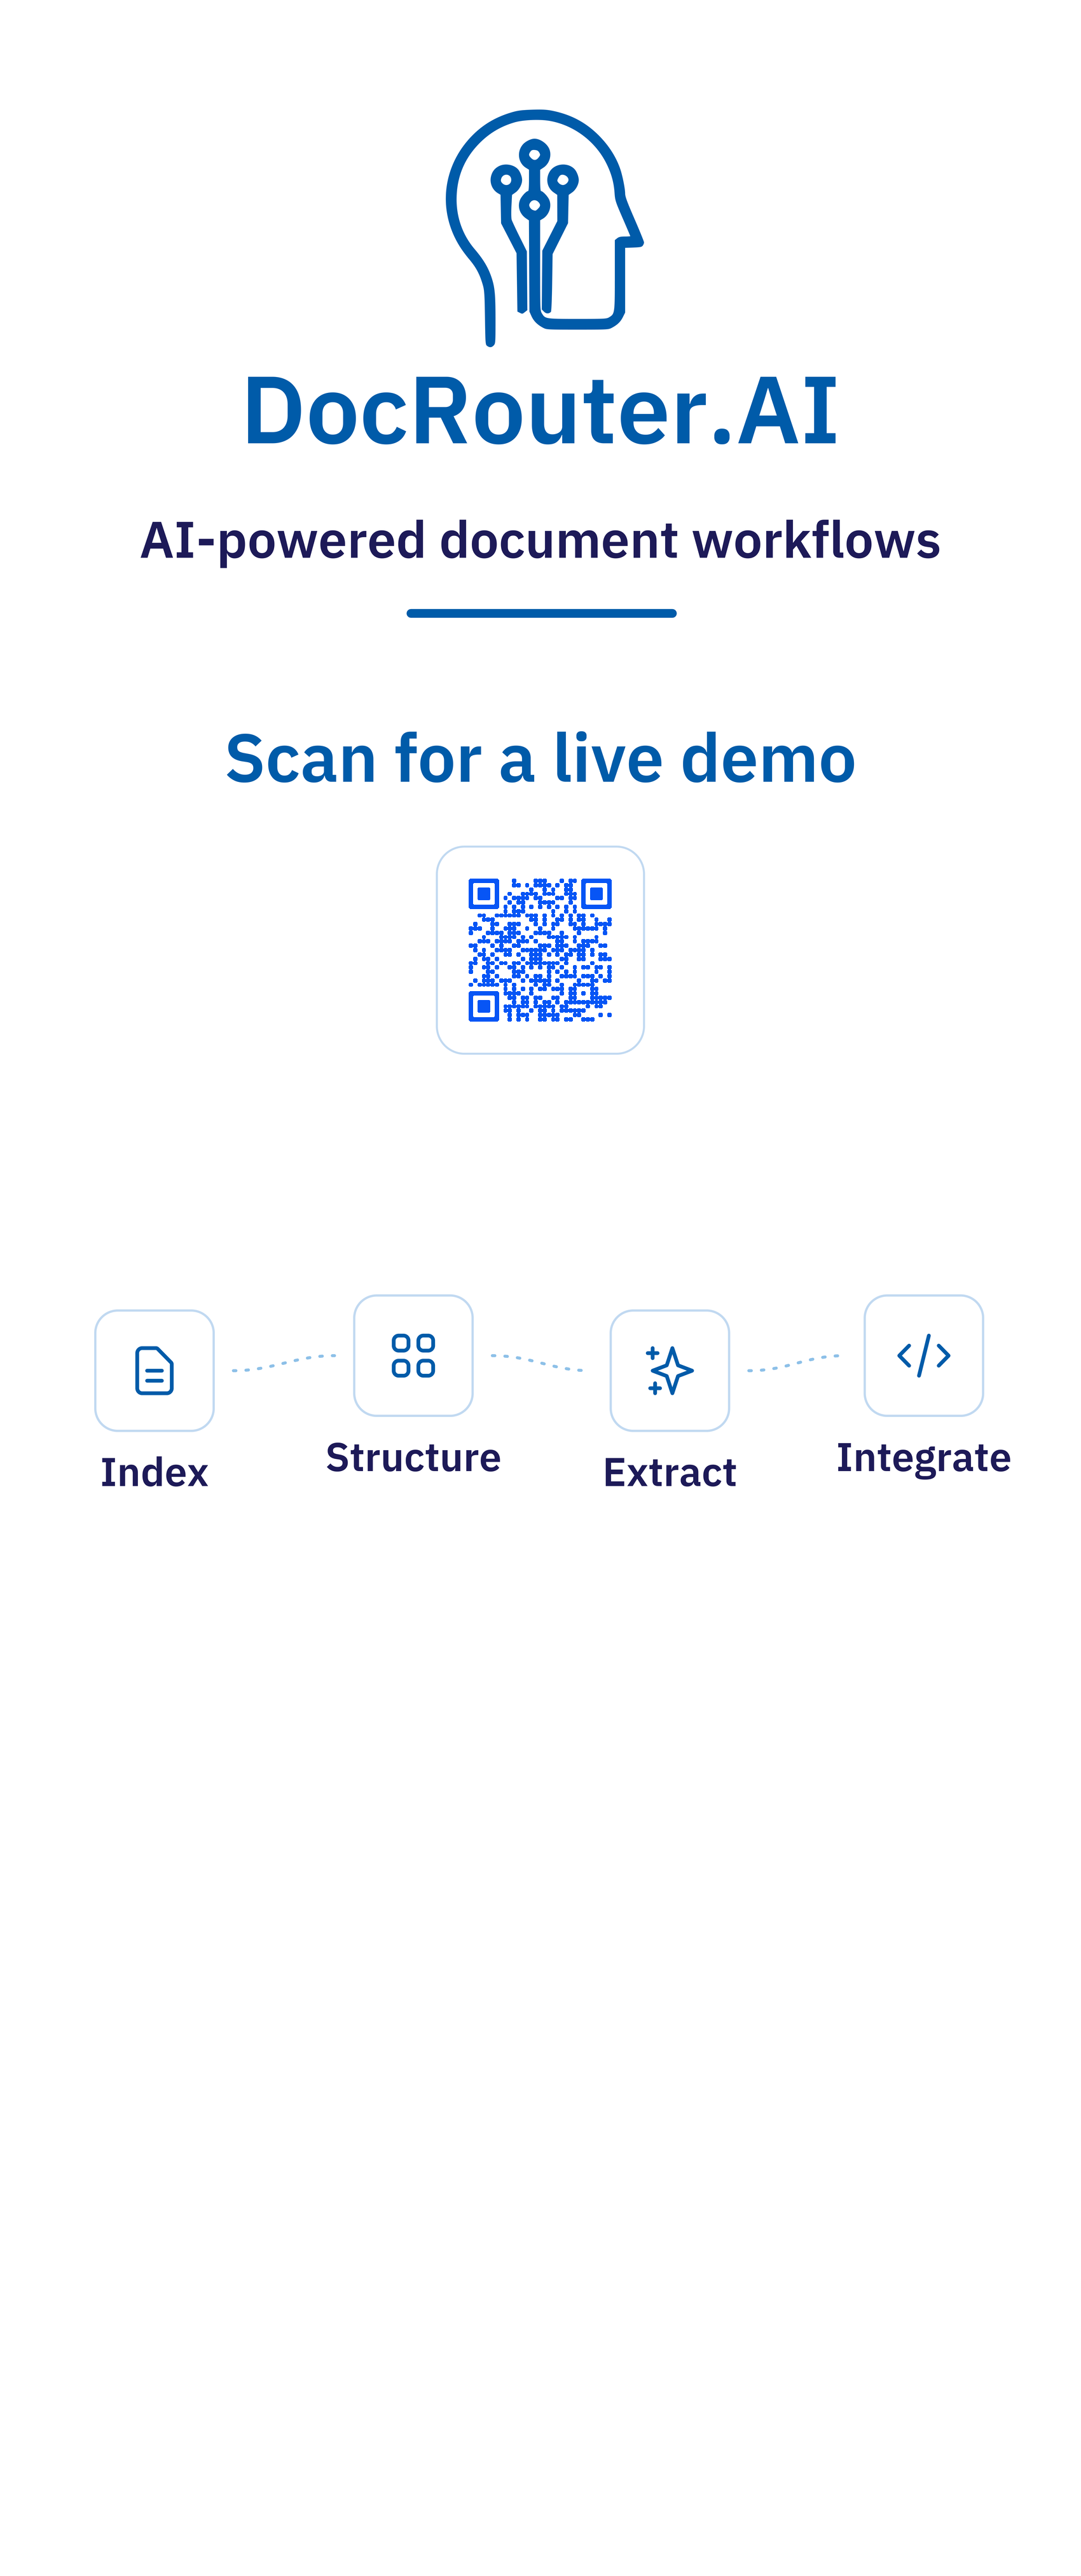 DocRouter.AI
AI-powered document workflows
Scan for a live demo
Index
Structure
Extract
Integrate